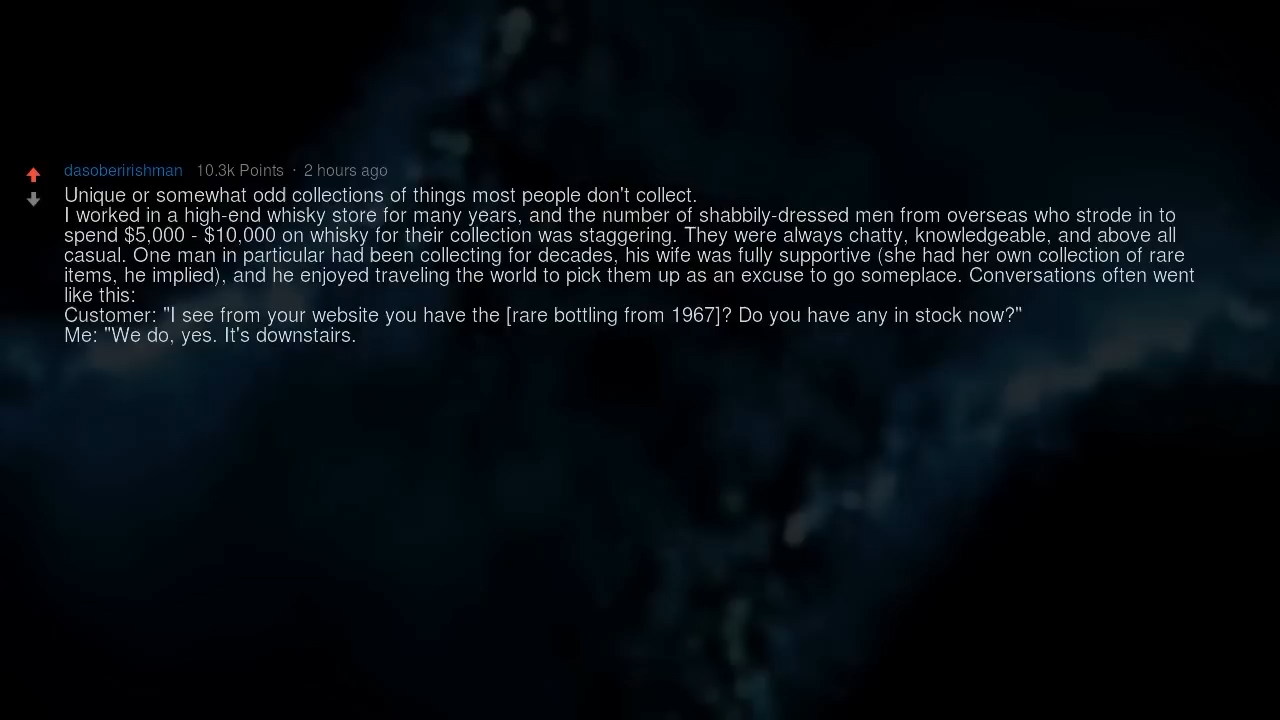 dasoberirishman 10.3k Points · 2 hours ago
Unique or somewhat odd collections of things most people don't collect.
I worked in a high-end whisky store for many years, and the number of shabbily-dressed men from overseas who strode in to
spend $5,000 - $10,000 on whisky for their collection was staggering. They were always chatty, knowledgeable, and above all
casual. One man in particular had been collecting for decades, his wife was fully supportive (she had her own collection of rare
items, he implied), and he enjoyed traveling the world to pick them up as an excuse to go someplace. Conversations often went
like this:
Customer: "I see from your website you have the [rare bottling from 1967]? Do you have any in stock now?"
Me: "We do, yes. It's downstairs.